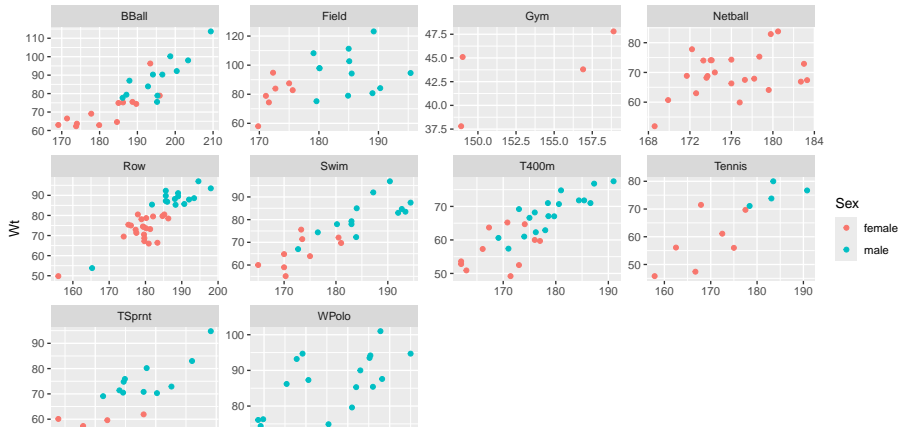 BBall Field Gym Netball
110
100
90
80
70
60
170 180 190 200
120
100
80
60
170 180 190
47.5
45.0
42.5
40.0
37.5
150.0 152.5 155.0 157.5
80
70
60
168 172 176 180 184
Row Swim T400m Tennis
90
80
70
60
50
160 170 180 190 200
90
80
70
60
170 180 190
70
60
50
170 180 190
80
70
60
50
160 170 180 190
TSprnt WPolo
90
80
70
60
100
90
80
Wt
Sex
female
male